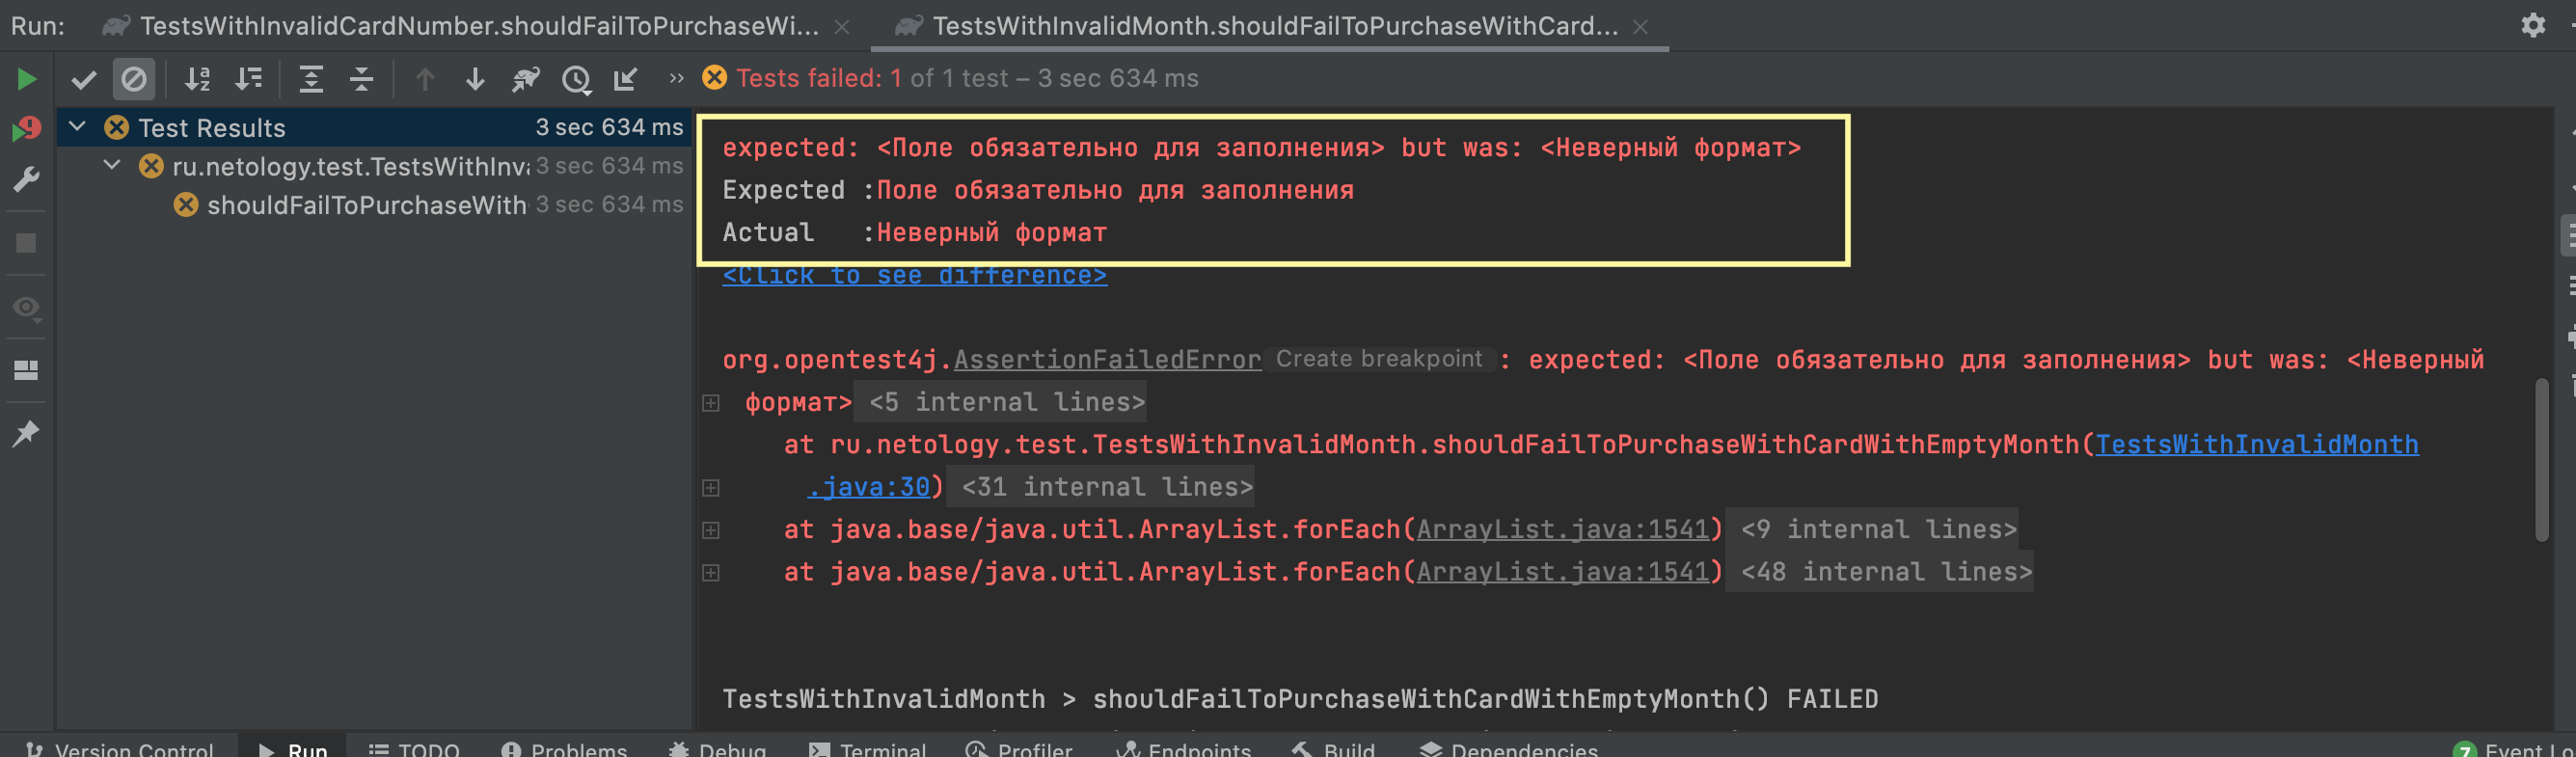 Run: TestsWithInvalidCardNumber.shouldFailToPurchaseWi... TestsWithInvalidMonth.shouldFailToPurchaseWithCard...
Tests failed: 1 of 1 test – 3 sec 634 ms
Test Results 3 sec 634 ms
ru.netology.test.TestsWithInv 3 sec 634 ms
shouldFailToPurchaseWith 3 sec 634 ms
expected: <Поле обязательно для заполнения> but was: <Неверный формат>
Expected :Поле обязательно для заполнения
Actual :Неверный формат
<Click to see difference>
org.opentest4j.AssertionFailedError Create breakpoint : expected: <Поле обязательно для заполнения> but was: <Неверный
формат> <5 internal lines>
at ru.netology.test.TestsWithInvalidMonth.shouldFailToPurchaseWithCardWithEmptyMonth(TestsWithInvalidMonth
.java:30) <31 internal lines>
at java.base/java.util.ArrayList.forEach(ArrayList.java:1541) <9 internal lines>
at java.base/java.util.ArrayList.forEach(ArrayList.java:1541) <48 internal lines>
TestsWithInvalidMonth > shouldFailToPurchaseWithCardWithEmptyMonth() FAILED
Version Control Run TODO Problems Debug Terminal Profiler Endpoints Build Dependencies 7 Event Lo